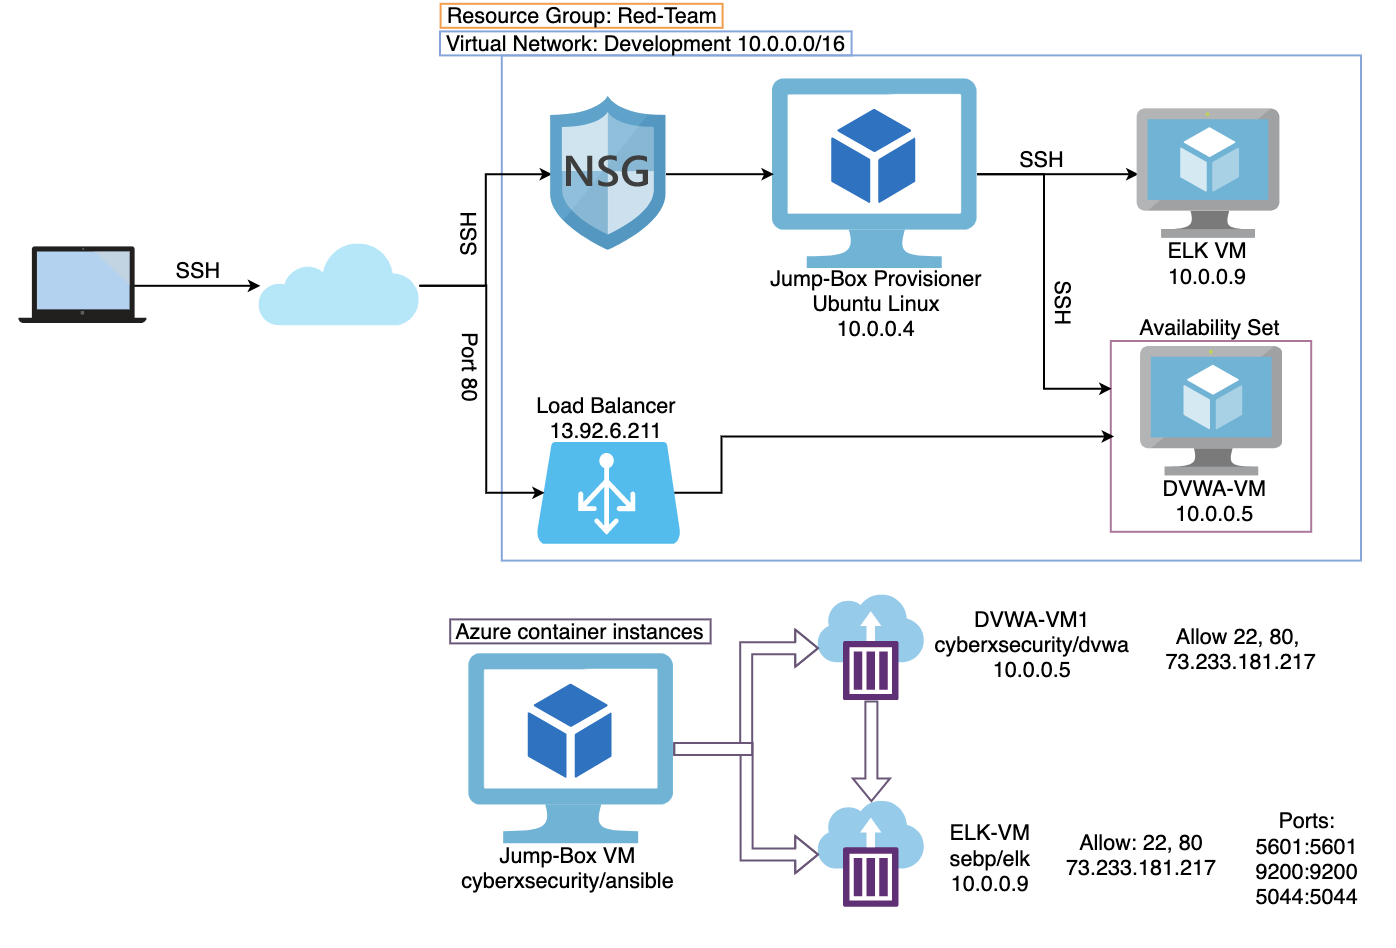 Resource Group: Red-Team
Virtual Network: Development 10.0.0.0/16
NSG
SSH
HSS
SSH
Jump-Box Provisioner
Ubuntu Linux
10.0.0.4
SSH
ELK VM
10.0.0.9
Port 80
Load Balancer
13.92.6.211
Availability Set
DVWA-VM
10.0.0.5
Azure container instances
Jump-Box VM
cyberxsecurity/ansible
DVWA-VM1
cyberxsecurity/dvwa
10.0.0.5
Allow 22, 80,
73.233.181.217
ELK-VM
sebp/elk
10.0.0.9
Allow: 22, 80
73.233.181.217
Ports:
5601:5601
9200:9200
5044:5044